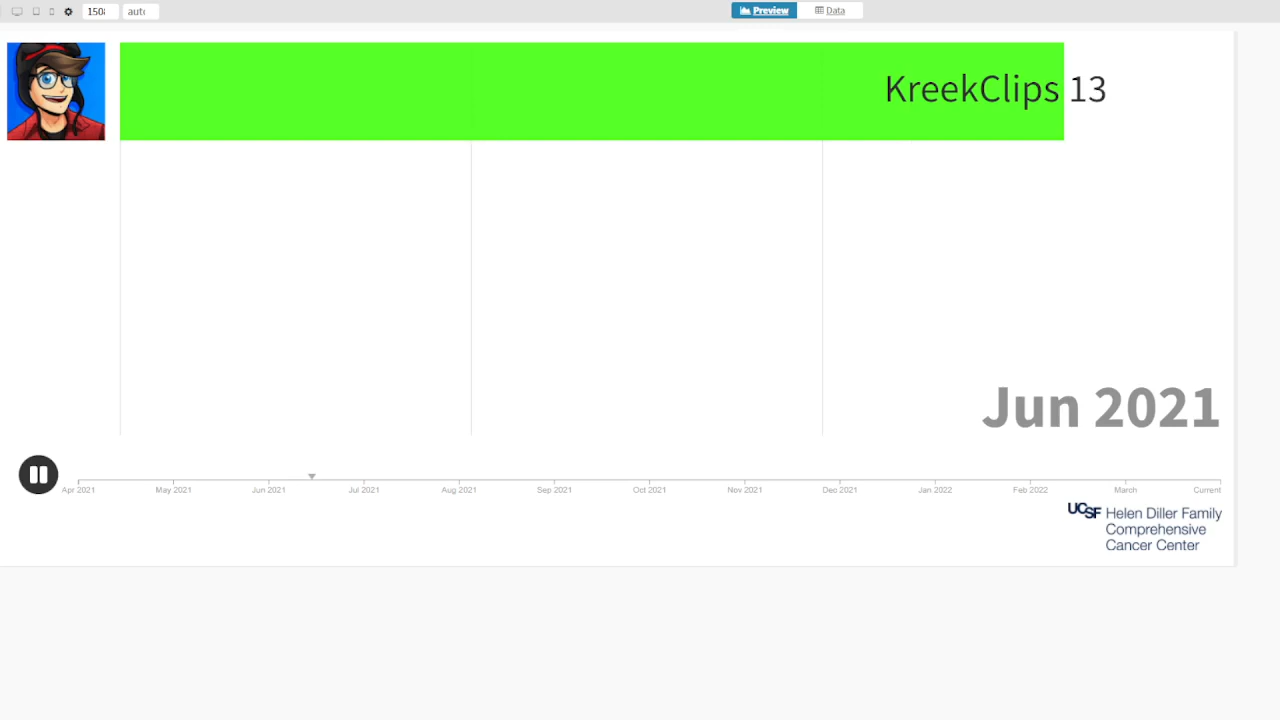 150
auto
Preview
Data
KreekClips 13
Jun 2021
Apr 2021
May 2021
Jun 2021
Jul 2021
Aug 2021
Sep 2021
Oct 2021
Nov 2021
Dec 2021
Jan 2022
Feb 2022
March
Current
UCSF Helen Diller Family
Comprehensive
Cancer Center